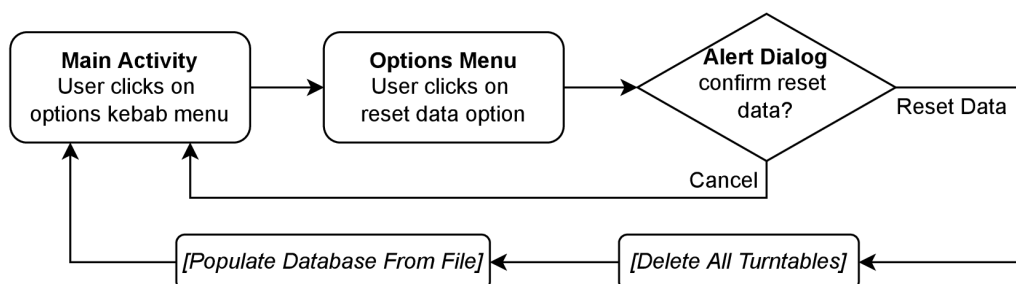 Main Activity
User clicks on
options kebab menu
Options Menu
User clicks on
reset data option
Alert Dialog
confirm reset
data?
Reset Data
Cancel
[Populate Database From File]
[Delete All Turntables]